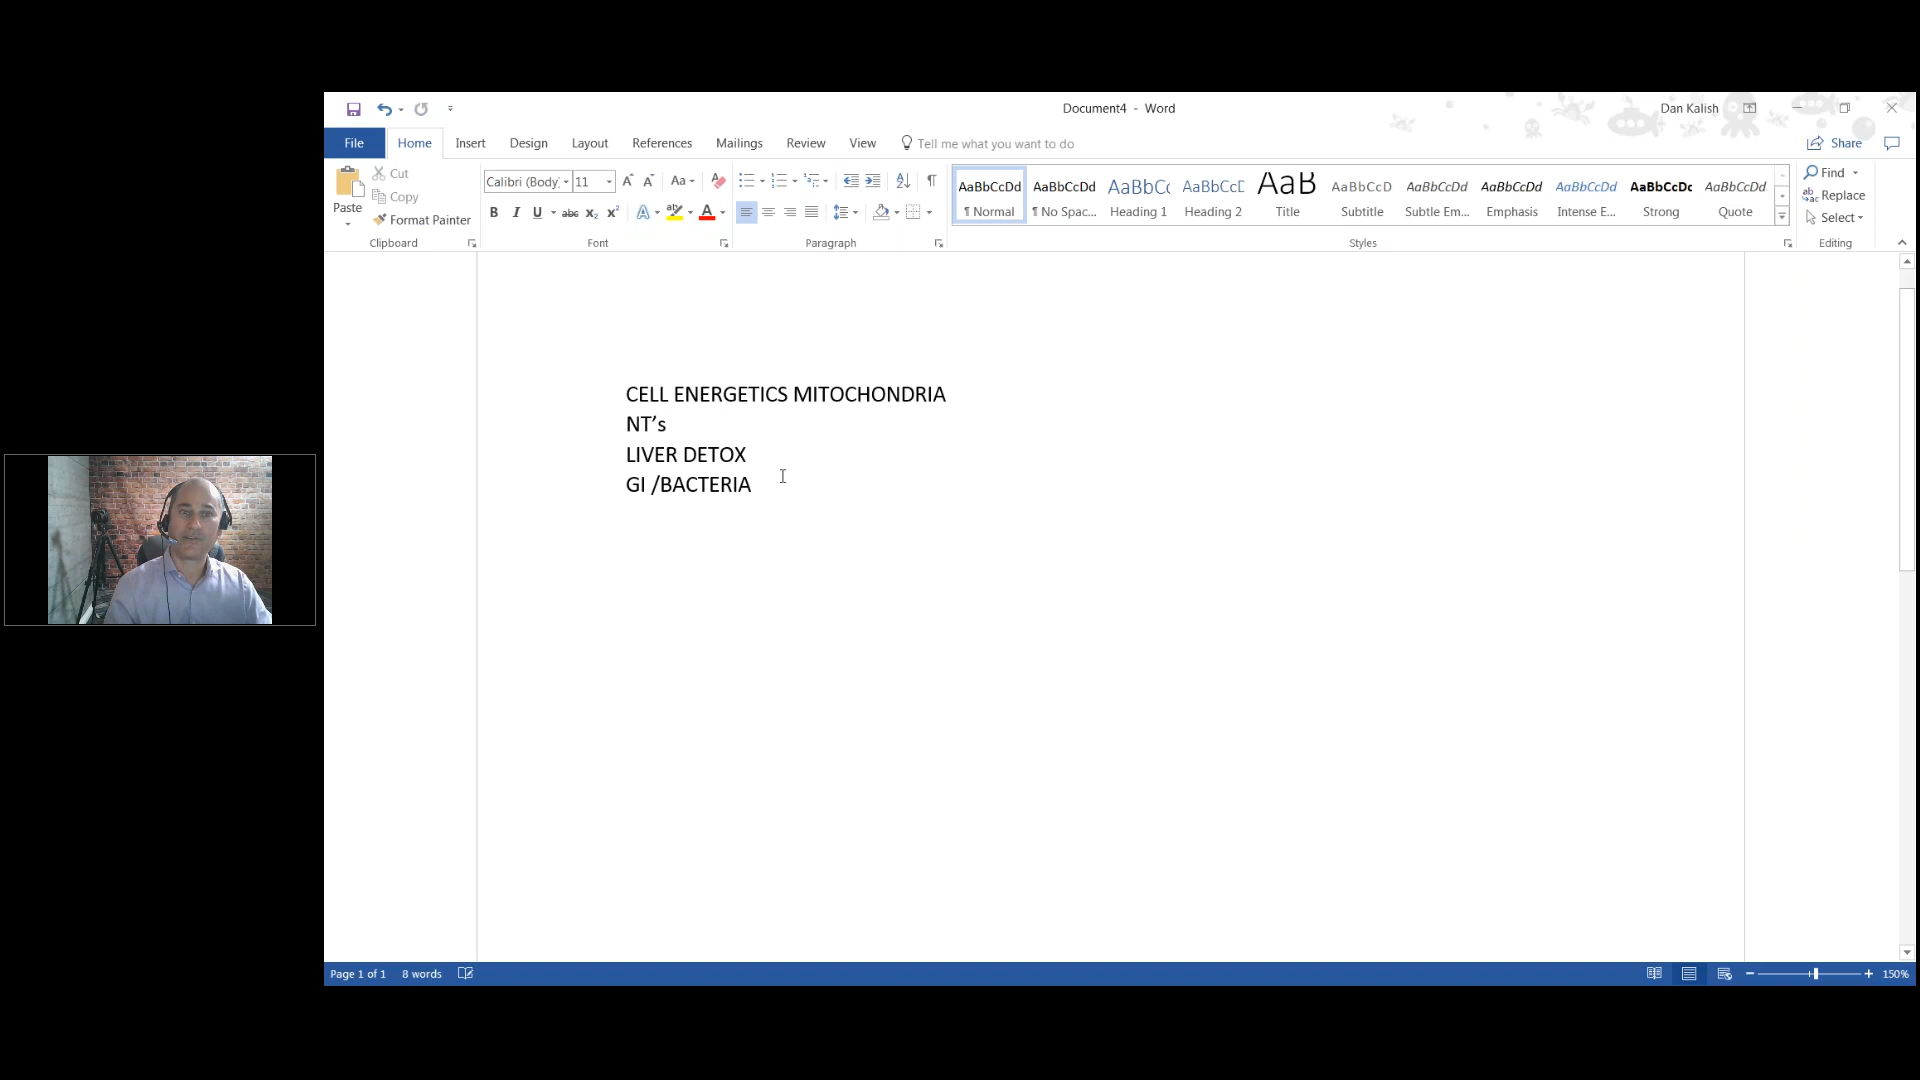 Document4 - Word
Dan Kalish
File Home Insert Design Layout References Mailings Review View Tell me what you want to do
Share
Paste
Cut
Copy
Format Painter
Clipboard
Calibri (Body) 11
Font
Paragraph
AaBbCcDd AaBbCcDd AaBbCc AaBbCcD AaB AaBbCcD AaBbCcDd AaBbCcDd AaBbCcDd AaBbCcDc AaBbCcDd
¶ Normal ¶ No Spac... Heading 1 Heading 2 Title Subtitle Subtle Em... Emphasis Intense E... Strong Quote
Styles
Find
Replace
Select
Editing
CELL ENERGETICS MITOCHONDRIA
NT’s
LIVER DETOX
GI /BACTERIA
Page 1 of 1 8 words
150%